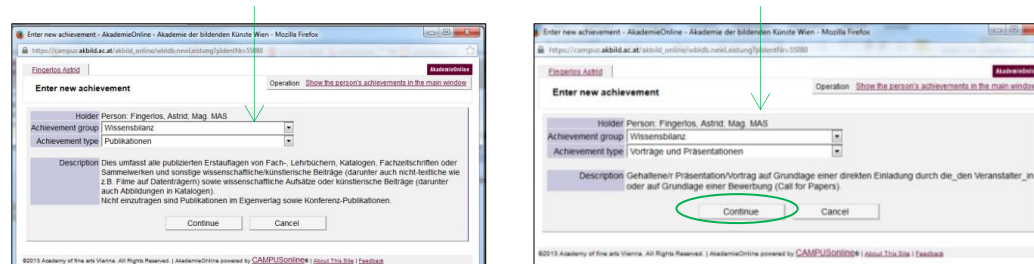 Enter new achievement - AkademieOnline - Akademie der bildenden Künste Wien - Mozilla Firefox
https://campus.akbild.ac.at/akbild_online/wbldb.newLeistung?pIdentNr=55080
Fingerlos Astrid
AkademieOnline
Enter new achievement
Operation Show the person's achievements in the main window
Holder Person: Fingerlos, Astrid; Mag. MAS
Achievement group Wissensbilanz
Achievement type Publikationen
Description Dies umfasst alle publizierten Erstauflagen von Fach-, Lehrbüchern, Katalogen, Fachzeitschriften oder
Sammelwerken und sonstige wissenschaftliche/künstlerische Beiträge (darunter auch nicht-textliche wie
z.B. Filme auf Datenträgern) sowie wissenschaftliche Aufsätze oder künstlerische Beiträge (darunter
auch Abbildungen in Katalogen).
Nicht einzutragen sind Publikationen im Eigenverlag sowie Konferenz-Publikationen.
Continue Cancel
©2013 Academy of fine arts Vienna. All Rights Reserved. | AkademieOnline powered by CAMPUSonline® | About This Site | Feedback
Enter new achievement - AkademieOnline - Akademie der bildenden Künste Wien - Mozilla Firefox
https://campus.akbild.ac.at/akbild_online/wbldb.newLeistung?pIdentNr=55080
Fingerlos Astrid
AkademieOnline
Enter new achievement
Operation Show the person's achievements in the main window
Holder Person: Fingerlos, Astrid; Mag. MAS
Achievement group Wissensbilanz
Achievement type Vorträge und Präsentationen
Description Gehaltene/r Präsentation/Vortrag auf Grundlage einer direkten Einladung durch die_den Veranstalter_in
oder auf Grundlage einer Bewerbung (Call for Papers).
Continue Cancel
©2013 Academy of fine arts Vienna. All Rights Reserved. | AkademieOnline powered by CAMPUSonline® | About This Site | Feedback